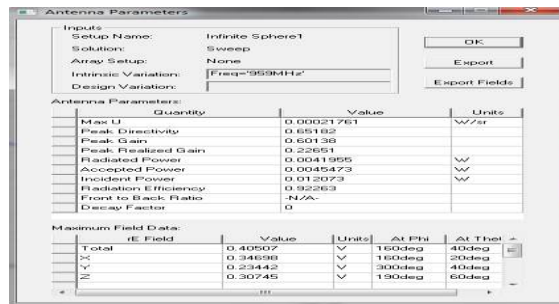 Antenna Parameters
Inputs
Setup Name: Infinite Sphere1
Solution: Sweep
Array Setup: None
Intrinsic Variation: Freq='959MHz'
Design Variation:
OK
Export
Export Fields
Antenna Parameters:
Quantity Value Units
Max U 0.00021761 W/sr
Peak Directivity 0.65182
Peak Gain 0.60138
Peak Realized Gain 0.22651
Radiated Power 0.0041955 W
Accepted Power 0.0045473 W
Incident Power 0.012073 W
Radiation Efficiency 0.92263
Front to Back Ratio -N/A-
Decay Factor 0
Maximum Field Data:
rE Field Value Units At Phi At Thet
Total 0.40507 V 160deg 40deg
X 0.34698 V 160deg 20deg
Y 0.23442 V 300deg 40deg
Z 0.30745 V 190deg 60deg